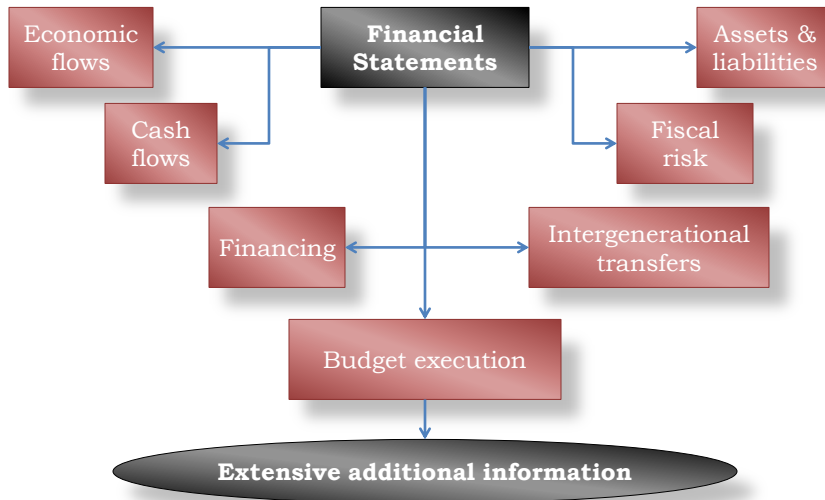 Economic
flows
Financial
Statements
Assets &
liabilities
Cash
flows
Fiscal
risk
Financing
Intergenerational
transfers
Budget execution
Extensive additional information